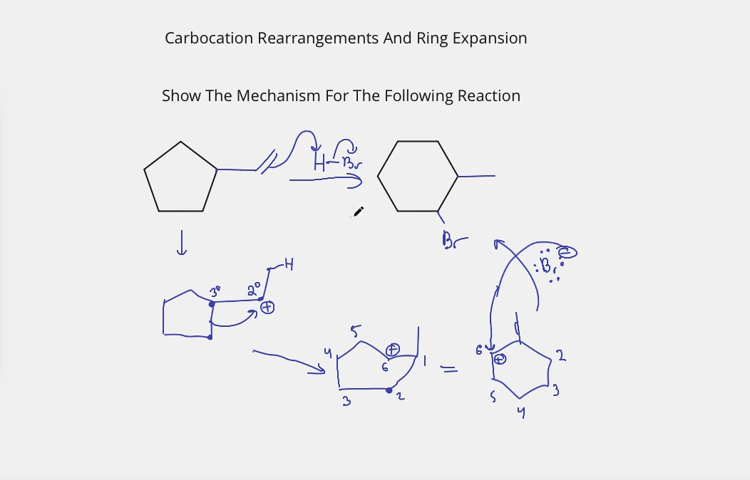 Carbocation Rearrangements And Ring Expansion
Show The Mechanism For The Following Reaction
H-Br
Br
3° 2° H
⊕
:Br: ⊖
5
4 ⊕ 6 1
3 2
=
6 ⊕ 2
5 3
4